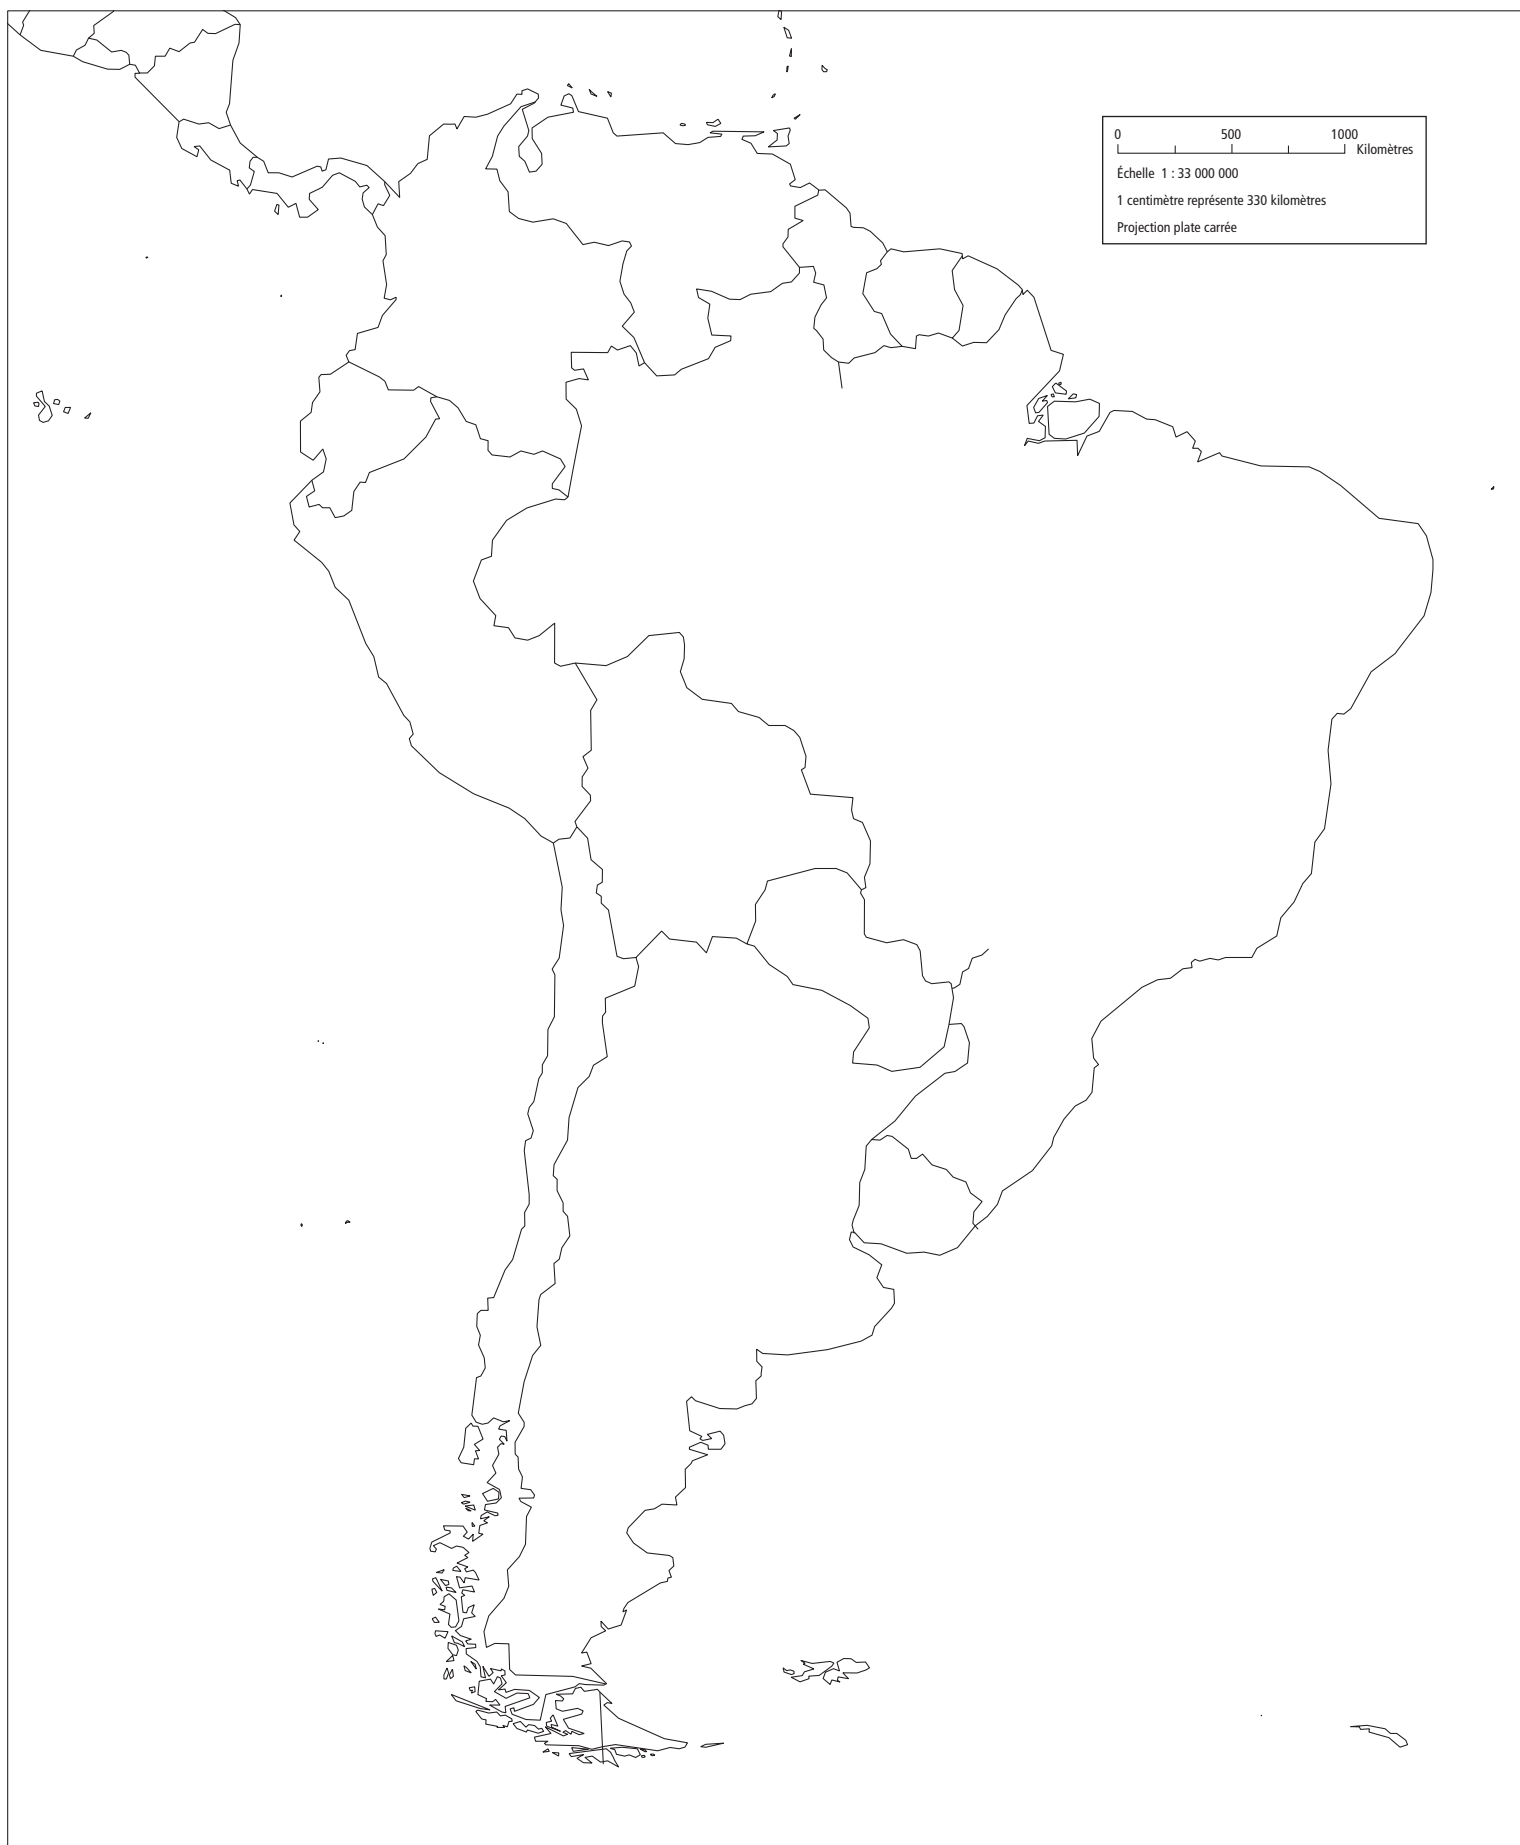 0 500 1000
Kilomètres
Échelle 1 : 33 000 000
1 centimètre représente 330 kilomètres
Projection plate carrée